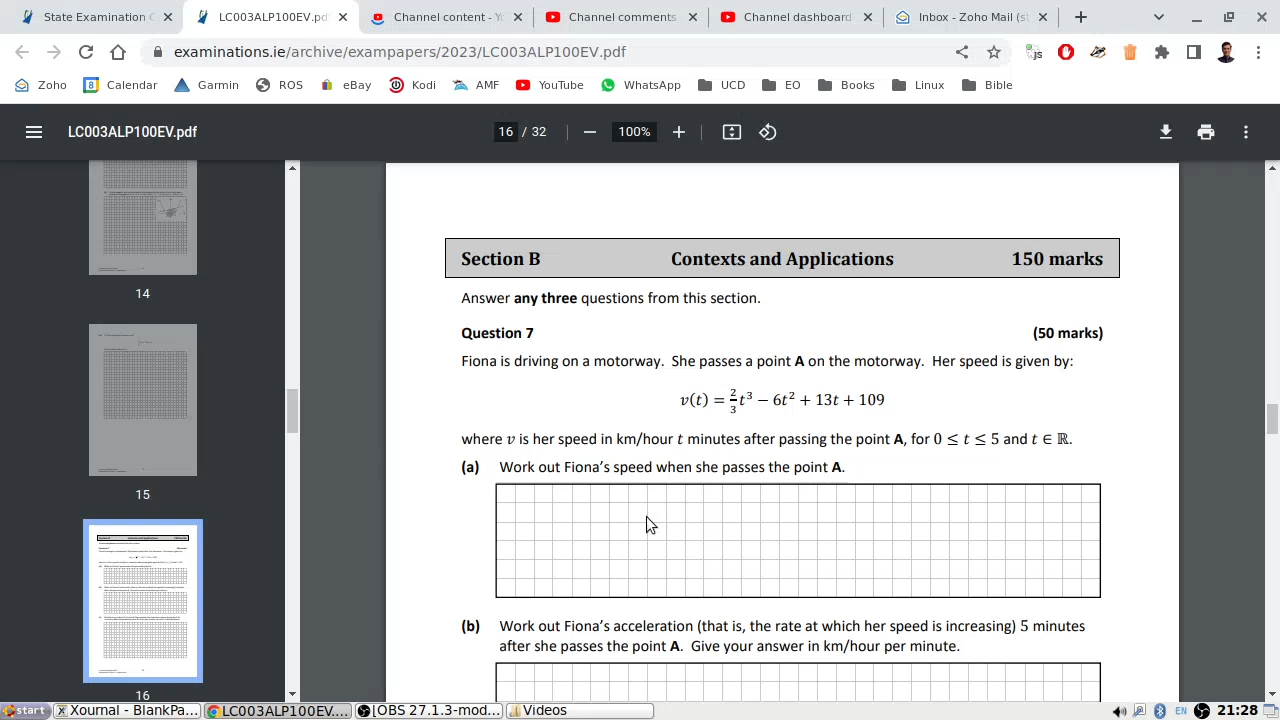 State Examination C
LC003ALP100EV.pdf
Channel content - Y
Channel comments
Channel dashboard
Inbox - Zoho Mail (st
examinations.ie/archive/exampapers/2023/LC003ALP100EV.pdf
Zoho
8 Calendar
Garmin
ROS
eBay
Kodi
AMF
YouTube
WhatsApp
UCD
EO
Books
Linux
Bible
LC003ALP100EV.pdf
16 / 32
100%
14
15
16
Section B Contexts and Applications 150 marks
Answer any three questions from this section.
Question 7 (50 marks)
Fiona is driving on a motorway. She passes a point A on the motorway. Her speed is given by:
v(t) = 2/3 t³ − 6t² + 13t + 109
where v is her speed in km/hour t minutes after passing the point A, for 0 ≤ t ≤ 5 and t ∈ ℝ.
(a) Work out Fiona's speed when she passes the point A.
(b) Work out Fiona's acceleration (that is, the rate at which her speed is increasing) 5 minutes
after she passes the point A. Give your answer in km/hour per minute.
start
Xournal - BlankPa...
LC003ALP100EV....
[OBS 27.1.3-mod...
Videos
EN
21:28